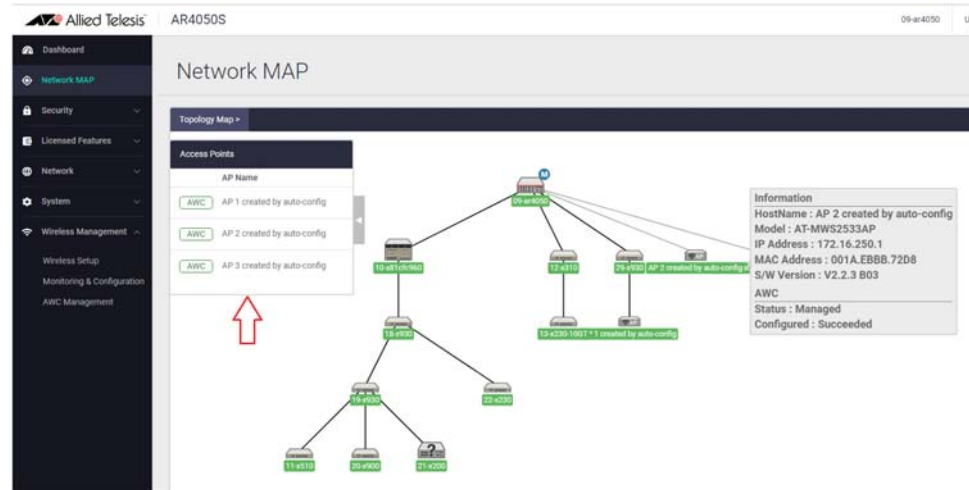 Allied Telesis
AR4050S
09-ar4050
Dashboard
Network MAP
Security
Licensed Features
Network
System
Wireless Management
Wireless Setup
Monitoring & Configuration
AWC Management
Network MAP
Topology Map >
Access Points
AP Name
AWC AP 1 created by auto-config
AWC AP 2 created by auto-config
AWC AP 3 created by auto-config
M
09-ar4050
10-x81cfc960
12-x310
29-x930
AP 2 created by auto-config
18-x930
13-x230-10GT * 1 created by auto-config
19-x930
22-x230
11-x510
20-x900
?
21-x200
Information
HostName : AP 2 created by auto-config
Model : AT-MWS2533AP
IP Address : 172.16.250.1
MAC Address : 001A.EBBB.72D8
S/W Version : V2.2.3 B03
AWC
Status : Managed
Configured : Succeeded